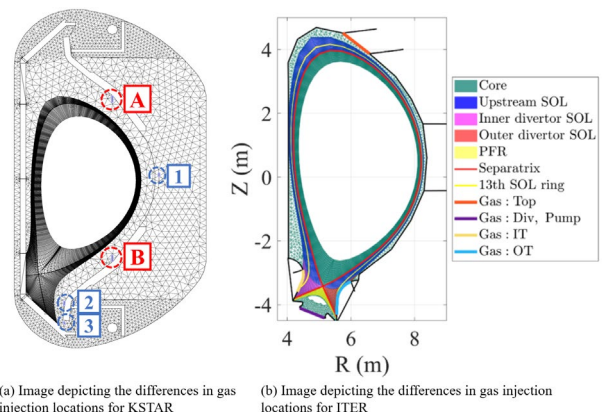 A
1
B
2
3
4
2
0
-2
-4
Z (m)
4
6
8
R (m)
Core
Upstream SOL
Inner divertor SOL
Outer divertor SOL
PFR
Separatrix
13th SOL ring
Gas : Top
Gas : Div, Pump
Gas : IT
Gas : OT
(a) Image depicting the differences in gas
injection locations for KSTAR
(b) Image depicting the differences in gas injection
locations for ITER